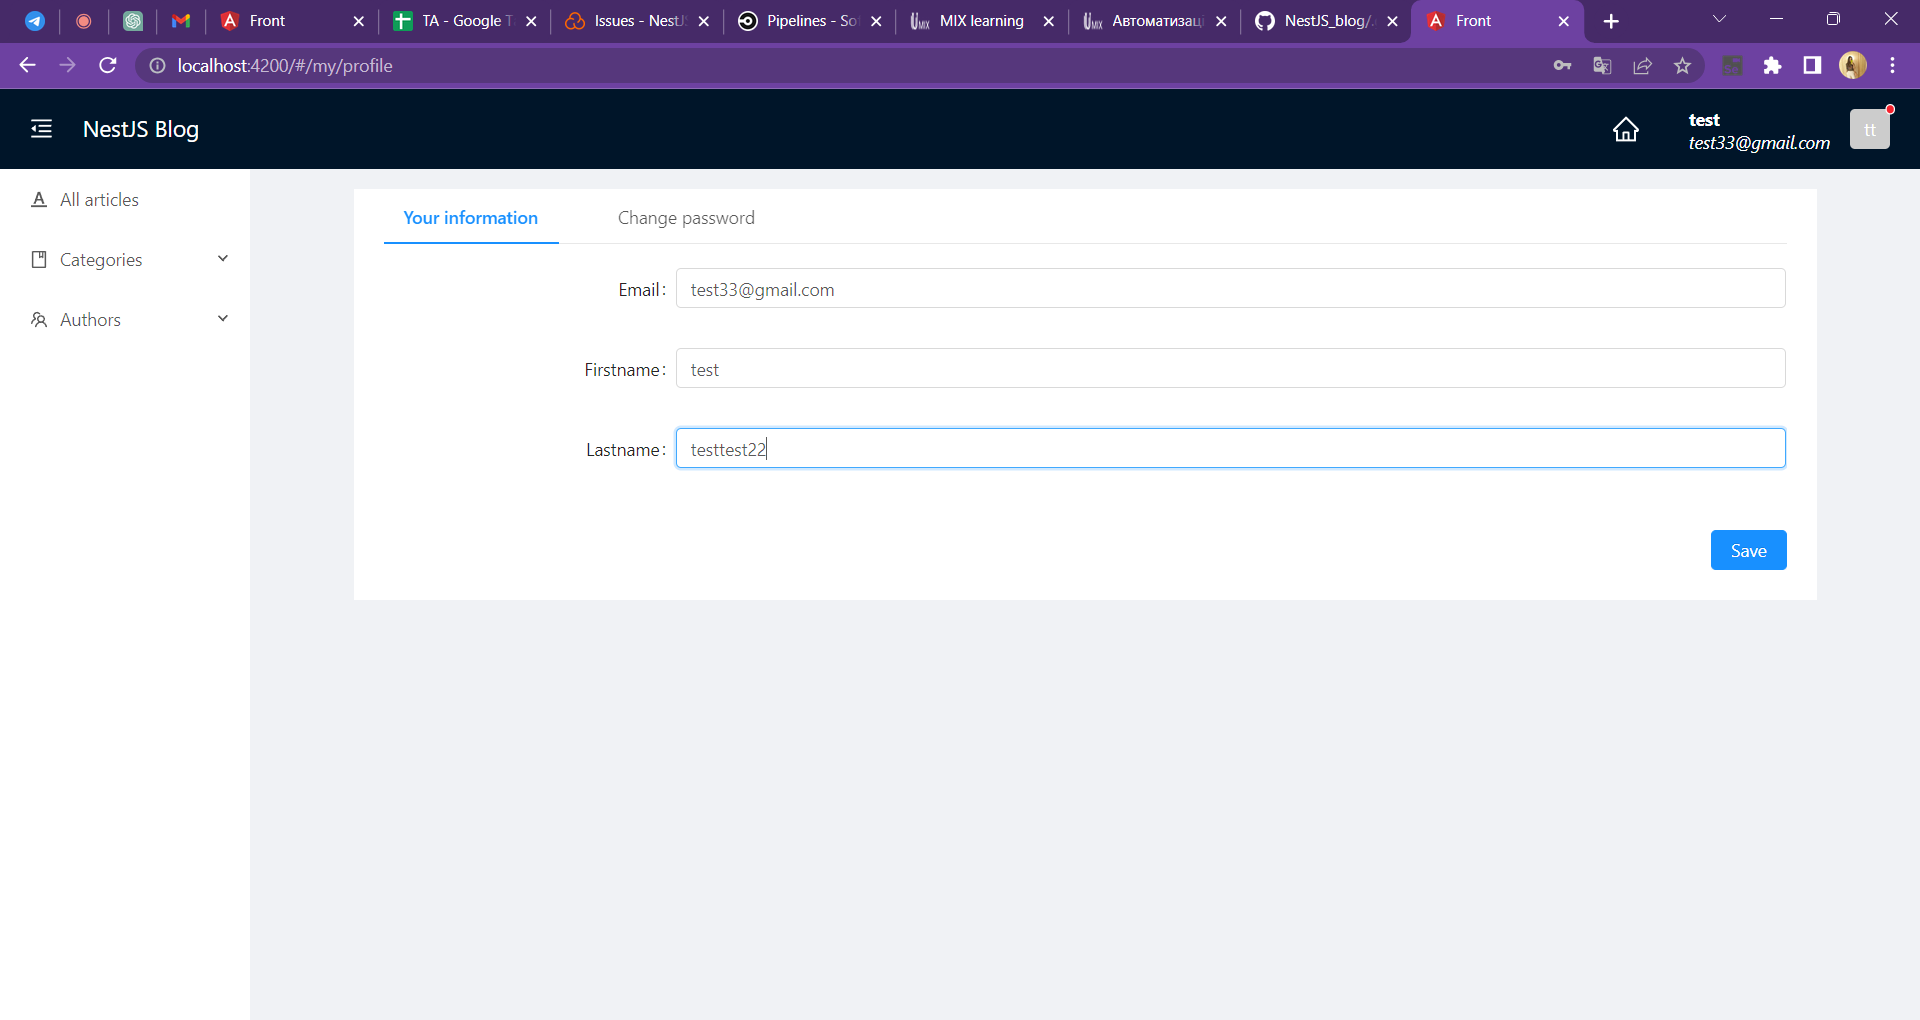 Front
TA - Google T
Issues - NestJS
Pipelines - So
MIX learning
Автоматизаці
NestJS_blog/.
Front
localhost:4200/#/my/profile
NestJS Blog
test
test33@gmail.com
tt
All articles
Categories
Authors
Your information
Change password
Email:
test33@gmail.com
Firstname:
test
Lastname:
testtest22
Save